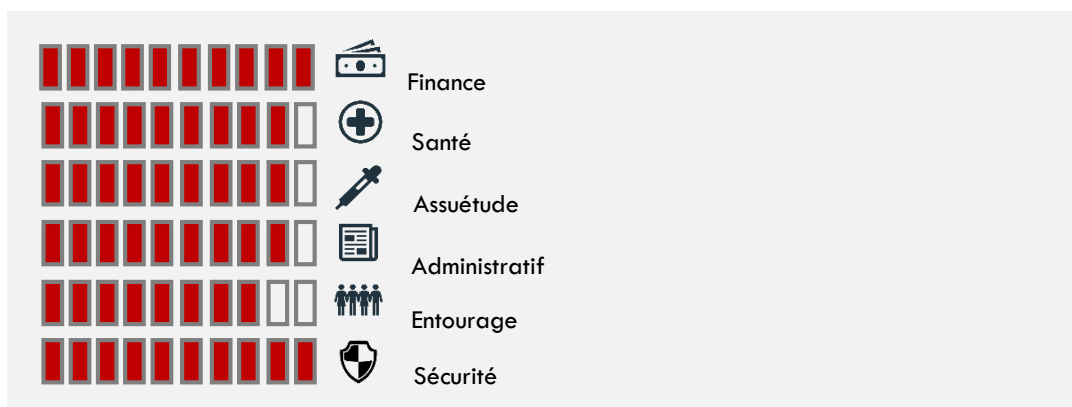 Finance
Santé
Assuétude
Administratif
Entourage
Sécurité